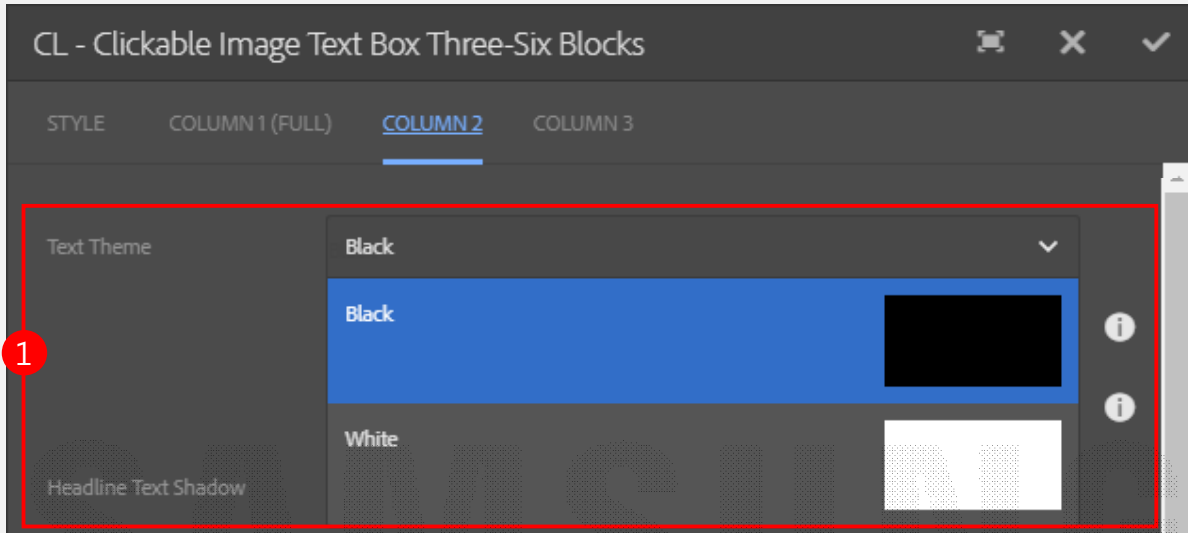 CL - Clickable Image Text Box Three-Six Blocks
STYLE COLUMN 1 (FULL) COLUMN 2 COLUMN 3
Text Theme Black
Black
1
White
Headline Text Shadow
SAMSUNG